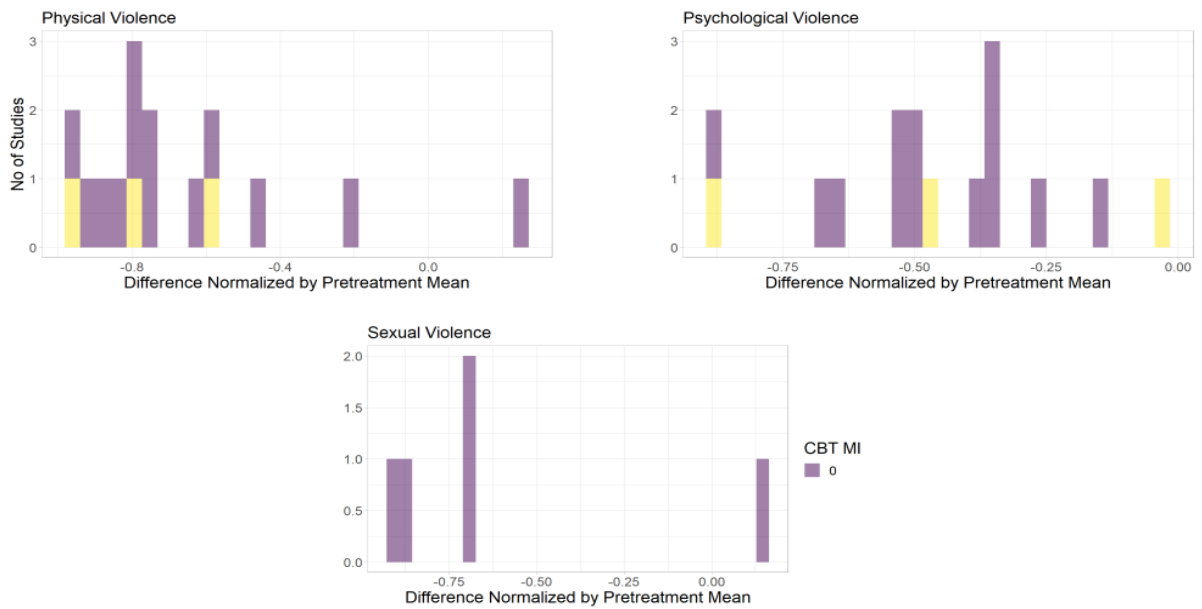 Physical Violence
3
2
1
0
No of Studies
-0.8 -0.4 0.0
Difference Normalized by Pretreatment Mean
Psychological Violence
3
2
1
0
-0.75 -0.50 -0.25 0.00
Difference Normalized by Pretreatment Mean
Sexual Violence
2.0
1.5
1.0
0.5
0.0
-0.75 -0.50 -0.25 0.00
Difference Normalized by Pretreatment Mean
CBT MI
0